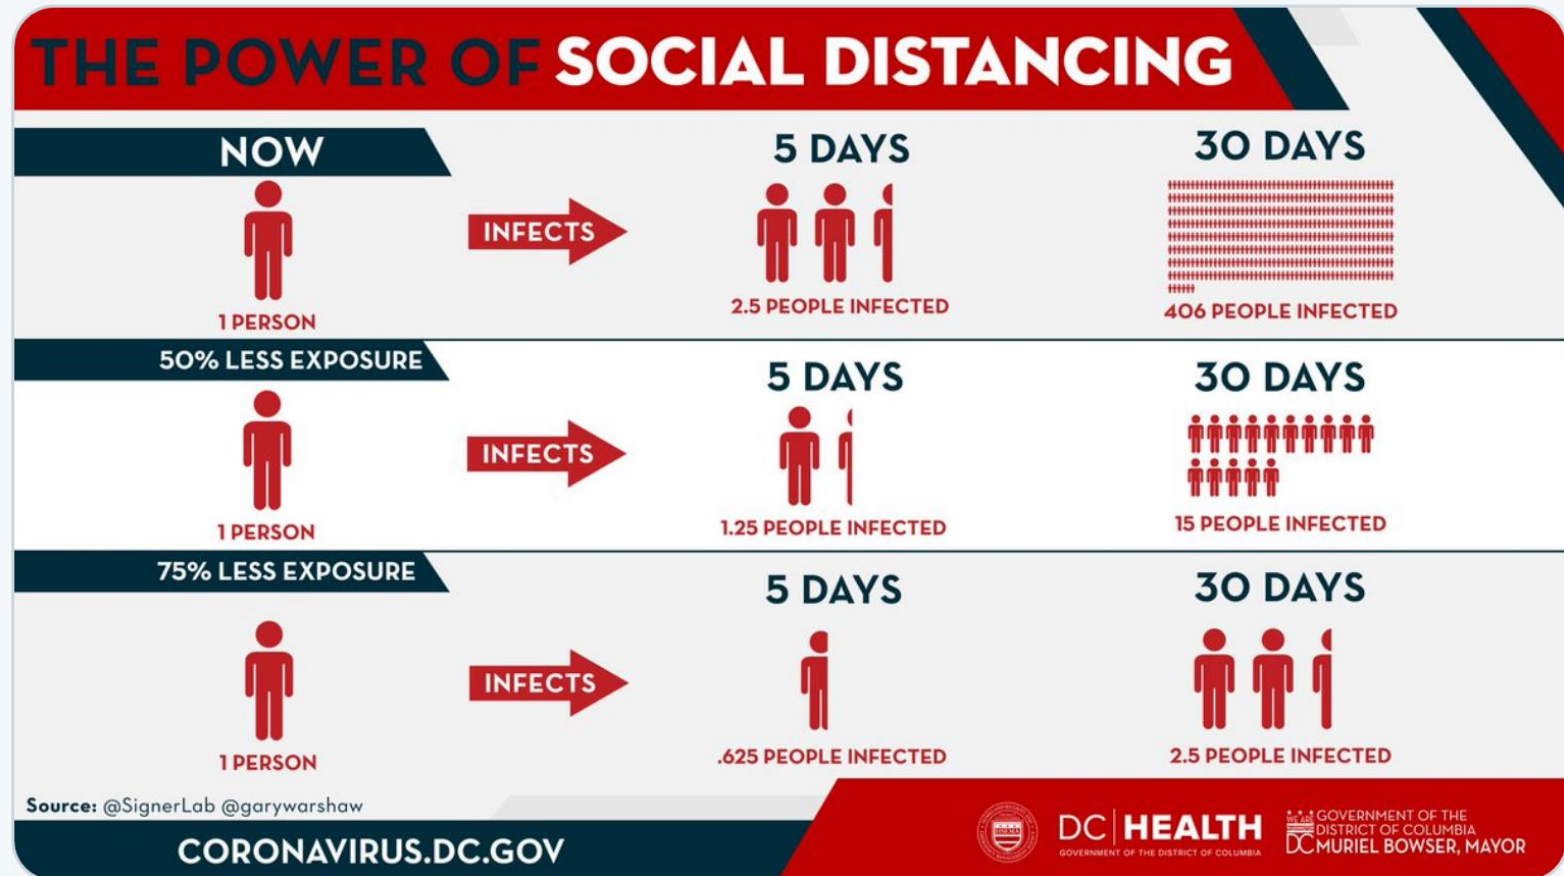 THE POWER OF SOCIAL DISTANCING
NOW
1 PERSON
INFECTS
5 DAYS
2.5 PEOPLE INFECTED
30 DAYS
406 PEOPLE INFECTED
50% LESS EXPOSURE
1 PERSON
INFECTS
5 DAYS
1.25 PEOPLE INFECTED
30 DAYS
15 PEOPLE INFECTED
75% LESS EXPOSURE
1 PERSON
INFECTS
5 DAYS
.625 PEOPLE INFECTED
30 DAYS
2.5 PEOPLE INFECTED
Source: @SignerLab @garywarshaw
CORONAVIRUS.DC.GOV
DC HEALTH
GOVERNMENT OF THE DISTRICT OF COLUMBIA
WE ARE
DC
GOVERNMENT OF THE
DISTRICT OF COLUMBIA
MURIEL BOWSER, MAYOR